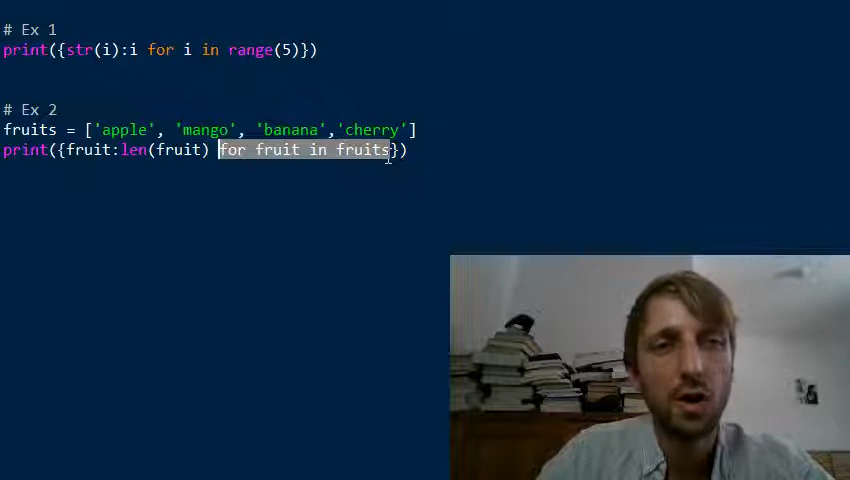 # Ex 1
print({str(i):i for i in range(5)})
# Ex 2
fruits = ['apple', 'mango', 'banana','cherry']
print({fruit:len(fruit) for fruit in fruits})